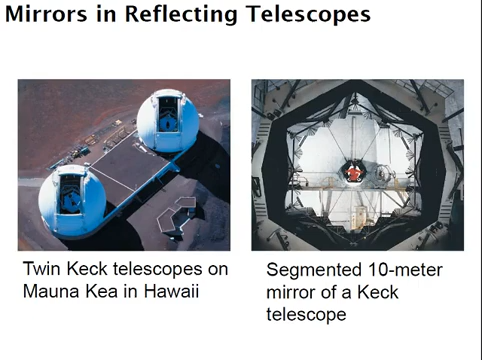 Mirrors in Reflecting Telescopes
Twin Keck telescopes on
Mauna Kea in Hawaii
Segmented 10-meter
mirror of a Keck
telescope